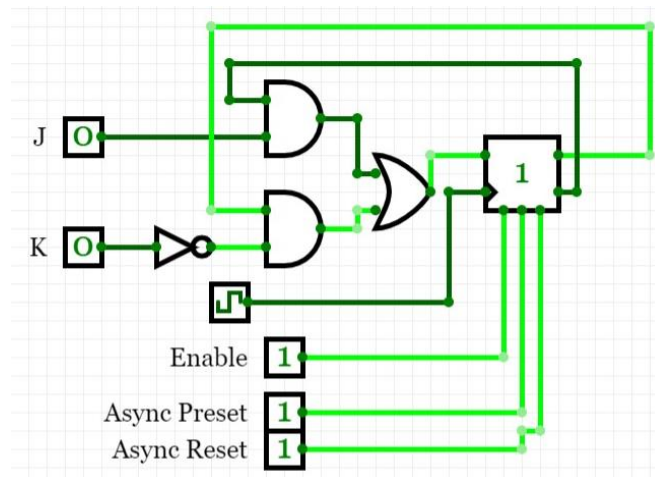 J 0
1
K 0
Enable 1
Async Preset 1
Async Reset 1